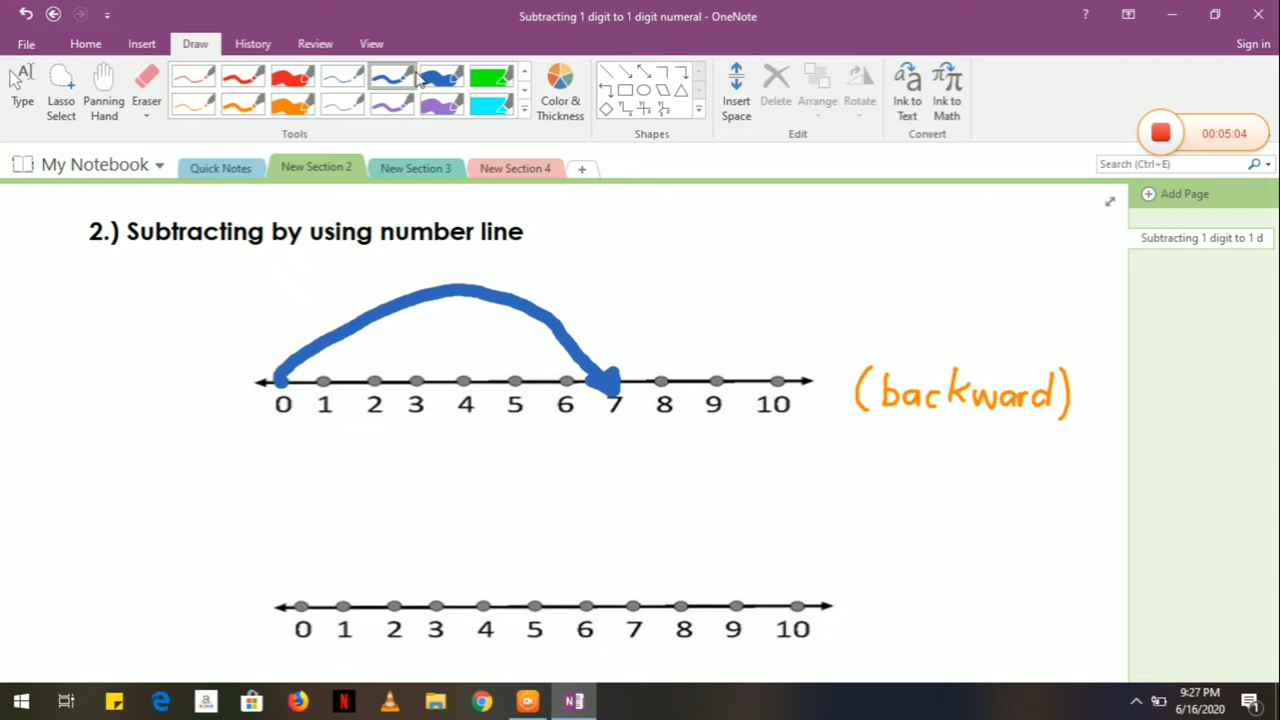 Subtracting 1 digit to 1 digit numeral - OneNote
?
File Home Insert Draw History Review View Sign in
Type
Lasso Select
Panning Hand
Eraser
Color & Thickness
Insert Space
Delete
Arrange
Rotate
Ink to Text
Ink to Math
Tools
Shapes
Edit
Convert
00:05:04
My Notebook
Quick Notes
New Section 2
New Section 3
New Section 4
Search (Ctrl+E)
Add Page
Subtracting 1 digit to 1 d
2.) Subtracting by using number line
0 1 2 3 4 5 6 7 8 9 10
(backward)
0 1 2 3 4 5 6 7 8 9 10
9:27 PM
6/16/2020